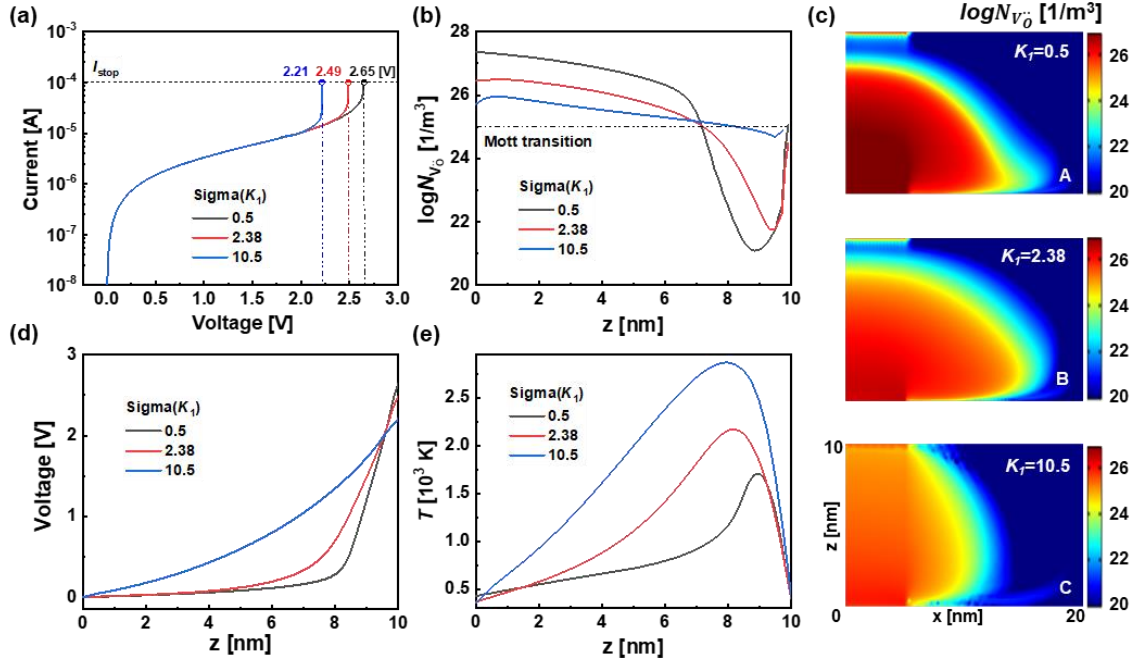 (a)
10⁻³
10⁻⁴
10⁻⁵
10⁻⁶
10⁻⁷
10⁻⁸
Current [A]
Istop
2.21 2.49 2.65 [V]
Sigma(K₁)
0.5
2.38
10.5
0.0 0.5 1.0 1.5 2.0 2.5 3.0
Voltage [V]
(b)
28
26
24
22
20
logN_V_Ö [1/m³]
Mott transition
Sigma(K₁)
0.5
2.38
10.5
0 2 4 6 8 10
z [nm]
(c)
logN_V_Ö [1/m³]
K₁=0.5
A
26
24
22
20
K₁=2.38
B
26
24
22
20
K₁=10.5
C
26
24
22
20
10
z [nm]
0 x [nm] 20
(d)
3
2
1
0
Voltage [V]
Sigma(K₁)
0.5
2.38
10.5
0 2 4 6 8 10
z [nm]
(e)
2.5
2.0
1.5
1.0
0.5
T [10³ K]
Sigma(K₁)
0.5
2.38
10.5
0 2 4 6 8 10
z [nm]